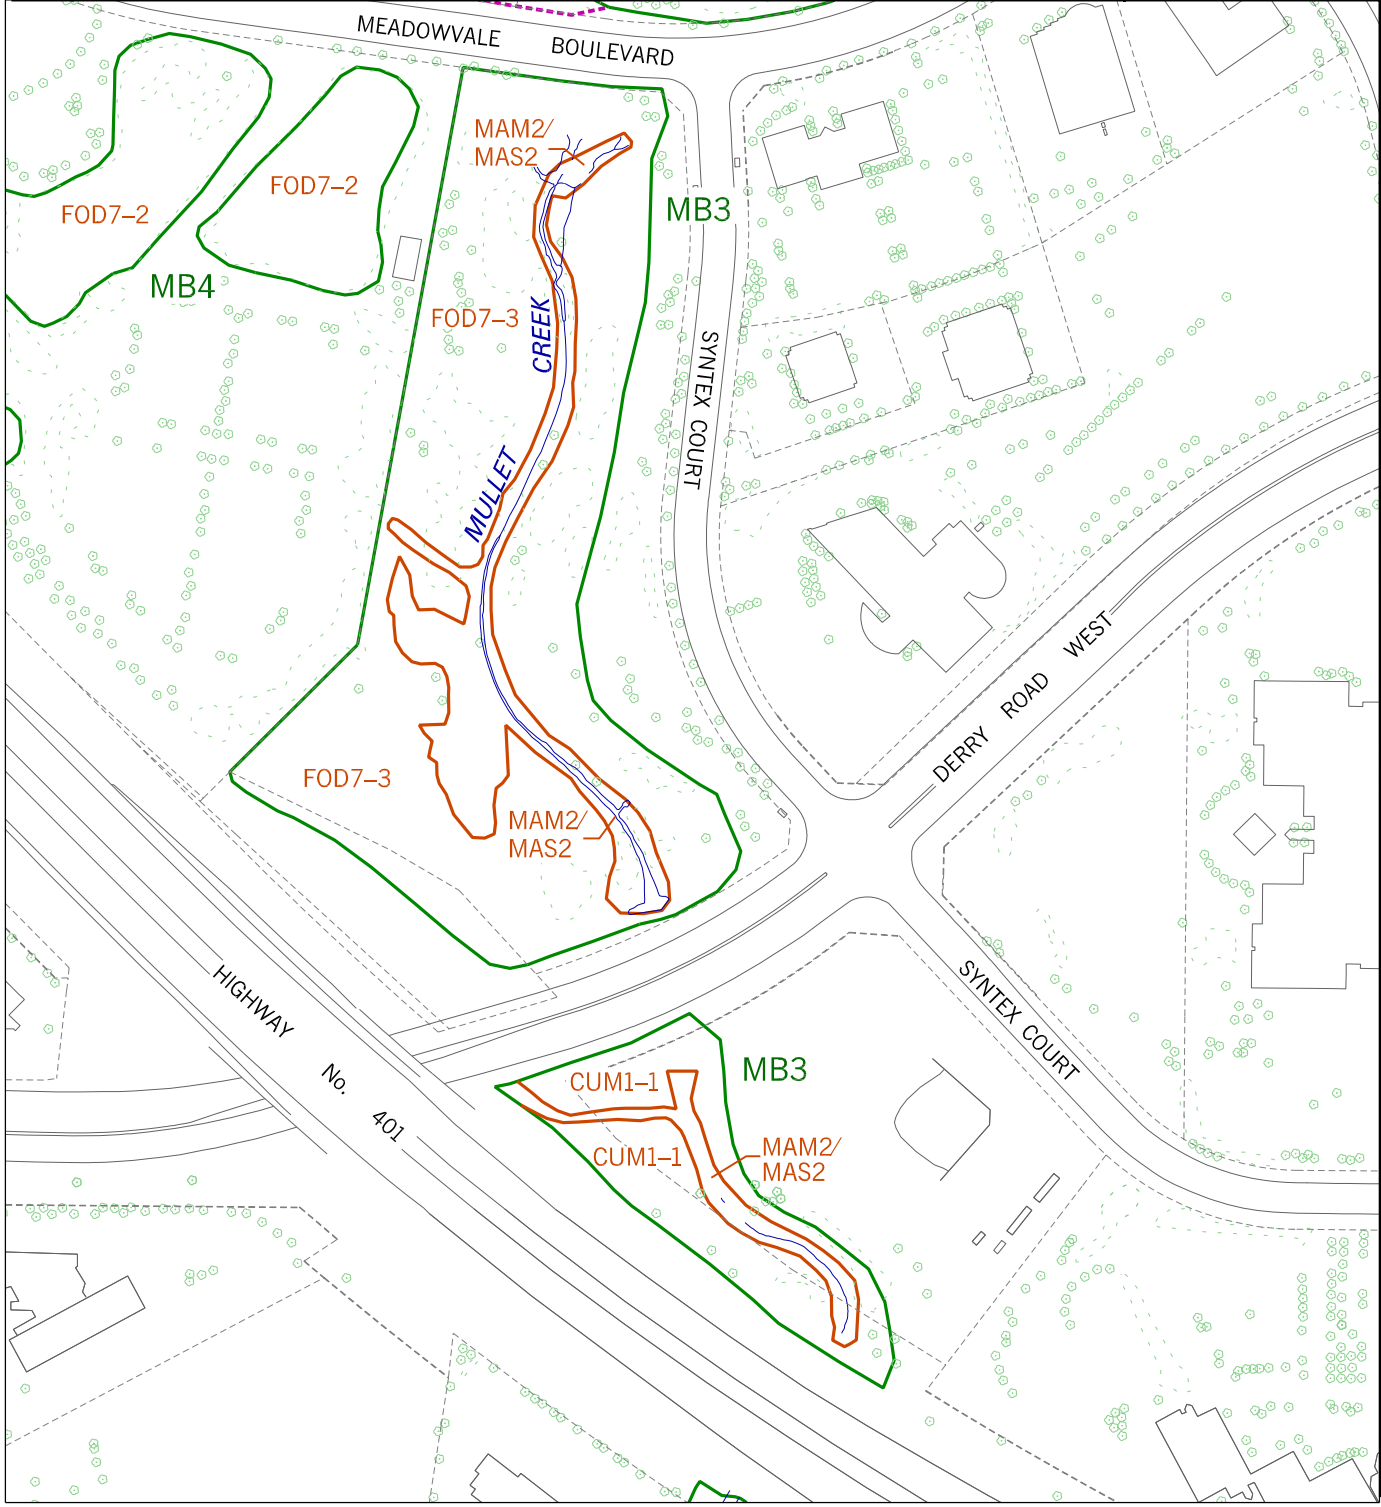 MEADOWVALE BOULEVARD
MAM2/
MAS2
FOD7–2
FOD7–2
MB3
MB4
FOD7–3
CREEK
SYNTEX COURT
MULLET
DERRY ROAD WEST
FOD7–3
MAM2/
MAS2
HIGHWAY No. 401
SYNTEX COURT
MB3
CUM1–1
CUM1–1
MAM2/
MAS2